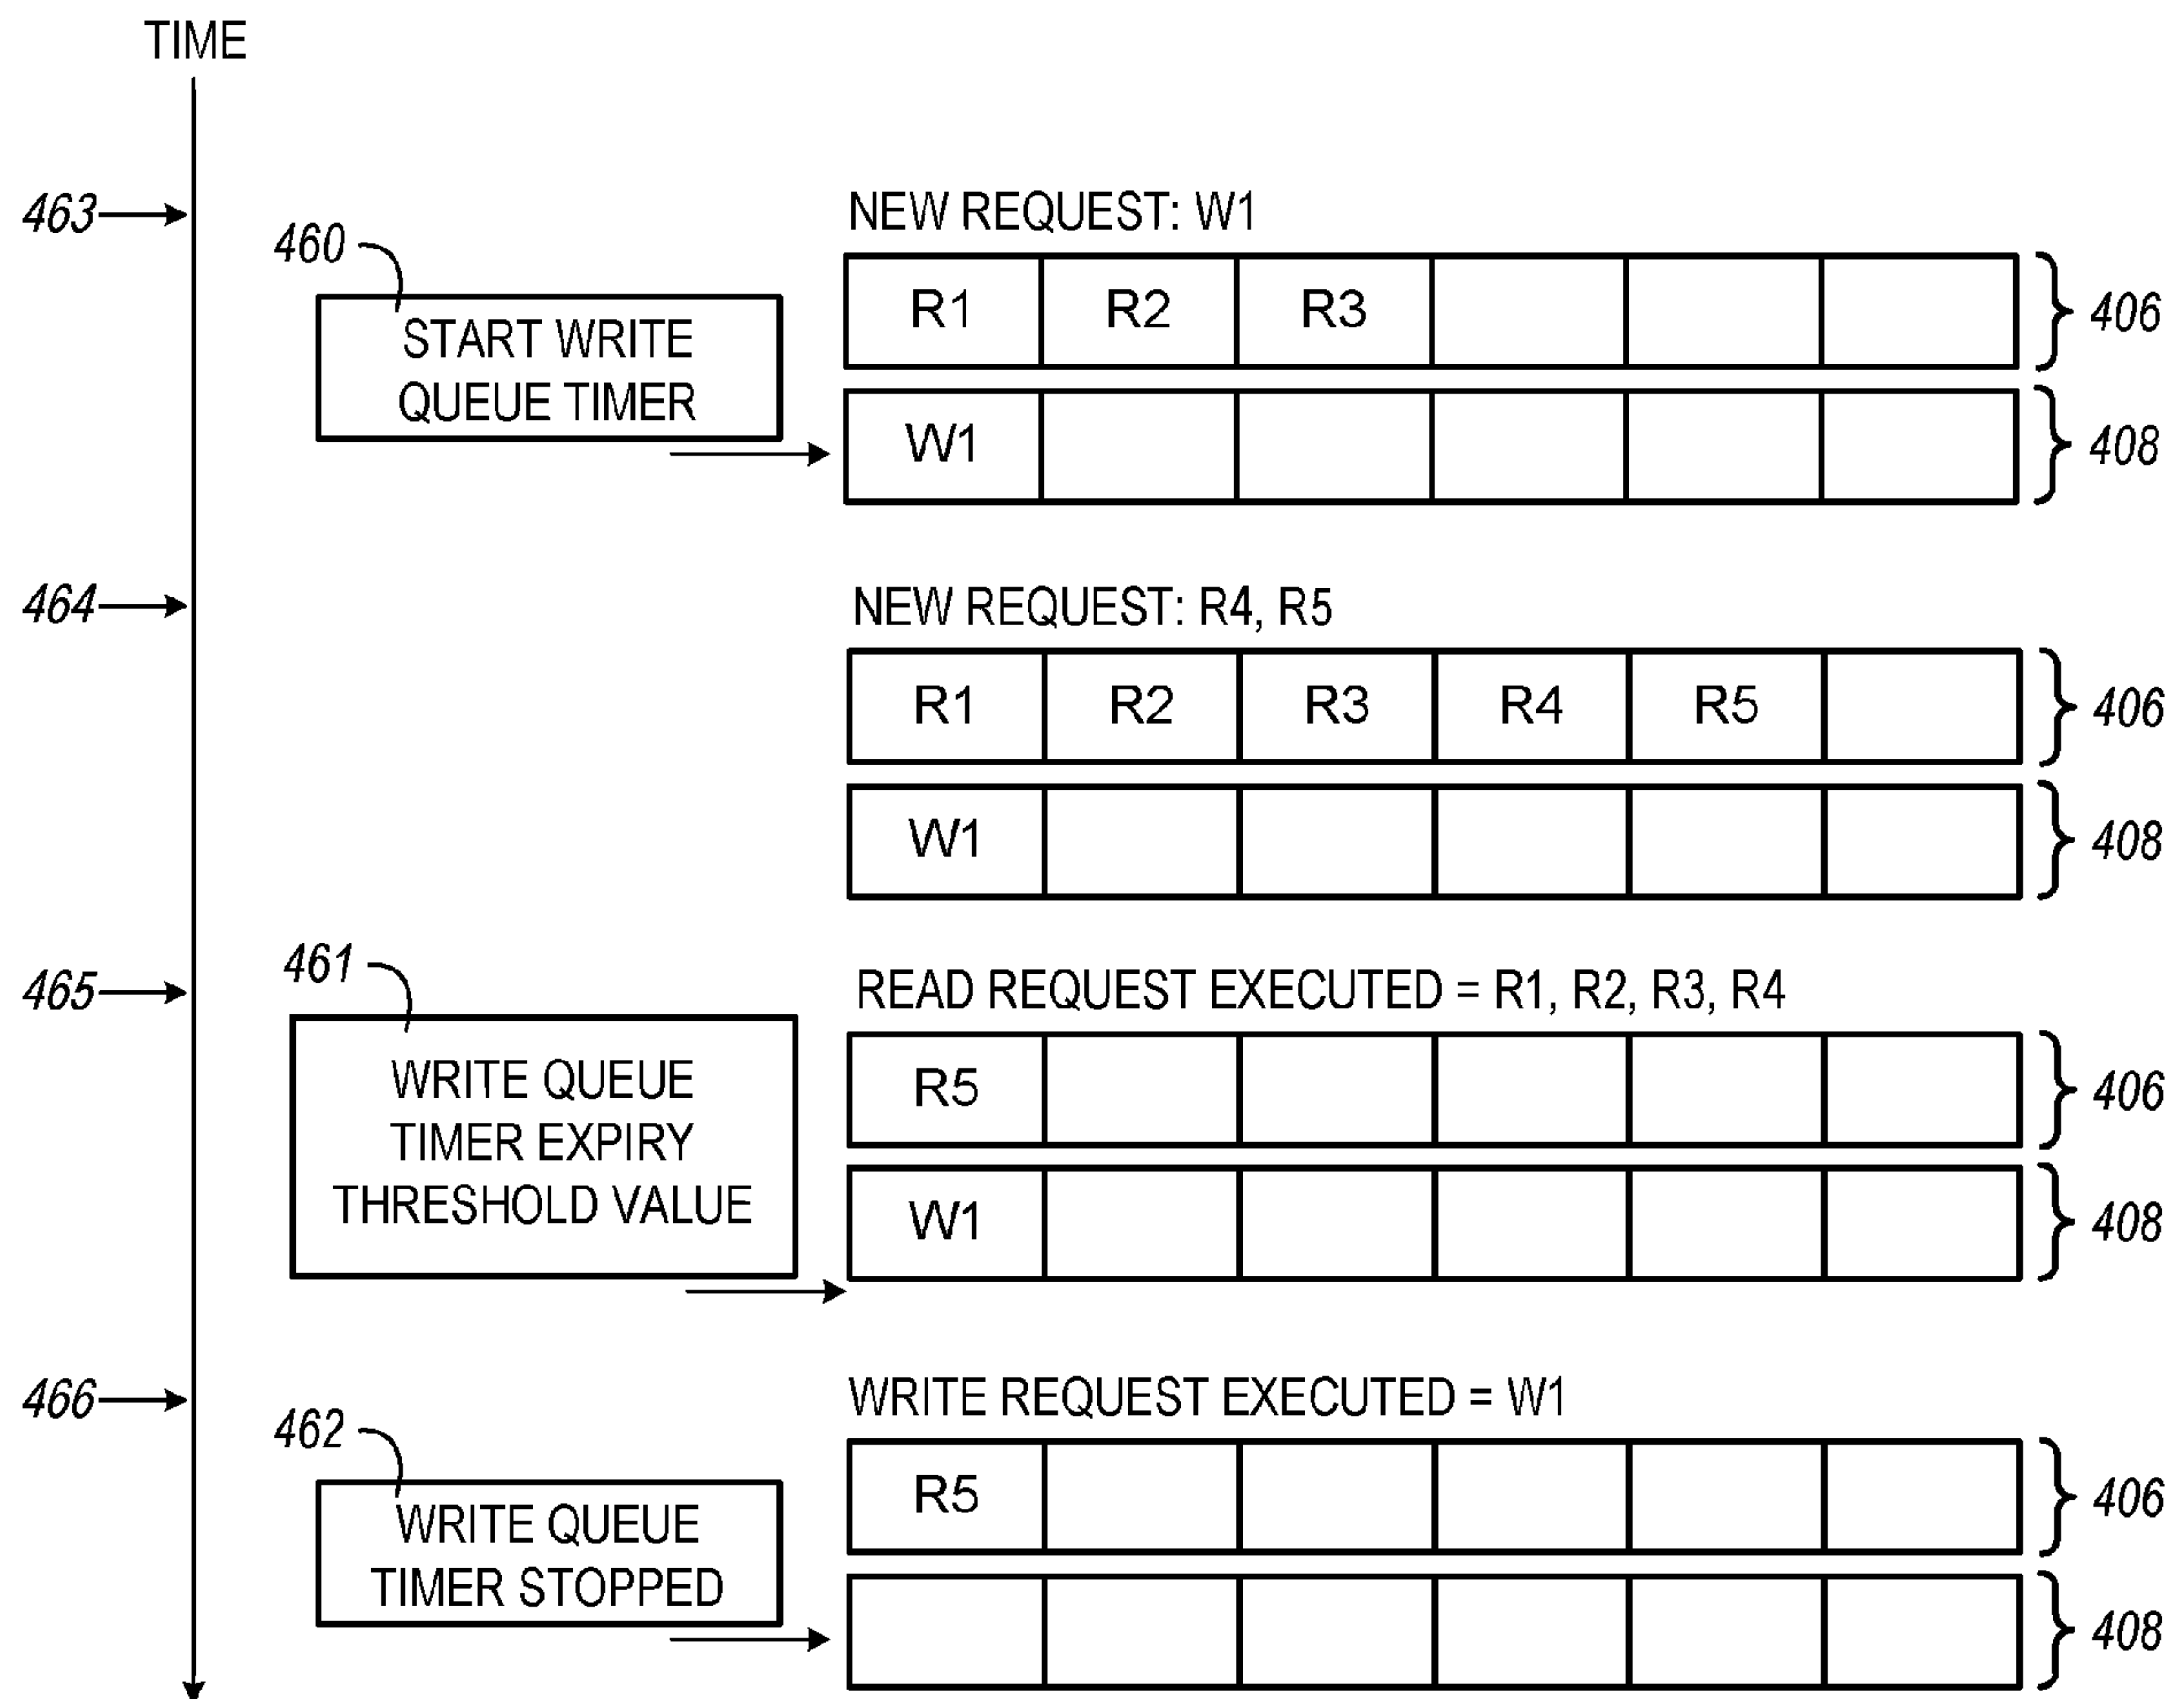 TIME
463
NEW REQUEST: W1
460
START WRITE
QUEUE TIMER
R1 R2 R3
406
W1
408
464
NEW REQUEST: R4, R5
R1 R2 R3 R4 R5
406
W1
408
465
READ REQUEST EXECUTED = R1, R2, R3, R4
461
WRITE QUEUE
TIMER EXPIRY
THRESHOLD VALUE
R5
406
W1
408
466
WRITE REQUEST EXECUTED = W1
462
WRITE QUEUE
TIMER STOPPED
R5
406
408